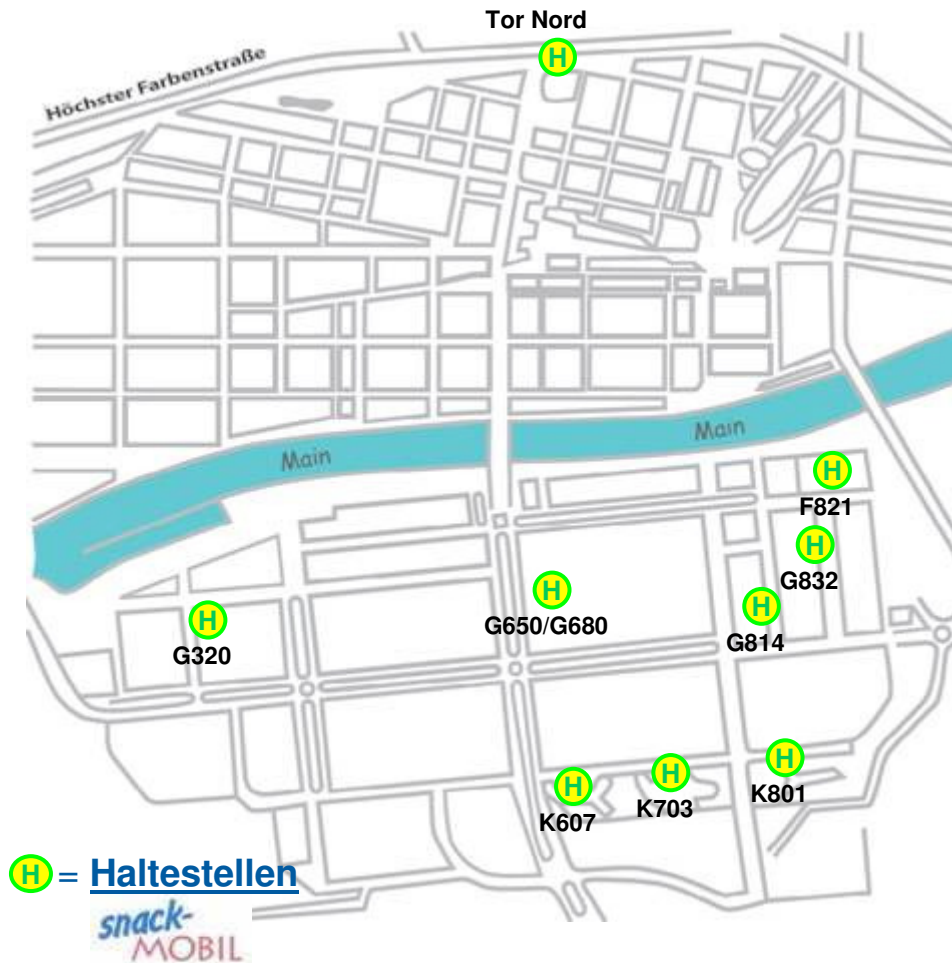 Tor Nord
H
Höchster Farbenstraße
Main
Main
H
F821
H
G832
H
G650/G680
H
G814
H
G320
H
K801
H
K703
H
K607
H = Haltestellen
snack-
MOBIL